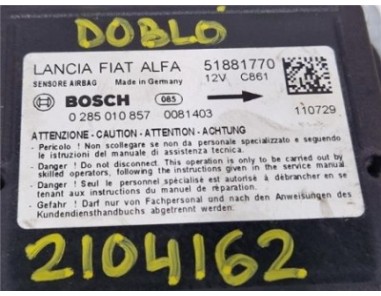 DOBLO
LANCIA FIAT ALFA 51881770
SENSORE AIRBAG Made in Germany 12V C861
BOSCH 085
0 285 010 857 0081403 110729
ATTENZIONE - CAUTION - ATTENTION - ACHTUNG
- Pericolo ! Non scollegare se non da personale specializzato e seguendo
le istruzioni del manuale di assistenza tecnica.
- Danger ! Do not disconnect. This operation is only to be carried out by
skilled operators, following the instructions given in the service manual
- Danger ! Seul le personnel spécialisé est autorisé à débrancher en se
tenant aux instructions du manuel de réparation.
- Gefahr ! Darf nur von Fachpersonal und nach den Anweisungen des
Kundendiensthandbuchs abgetrennt werden.
2104162